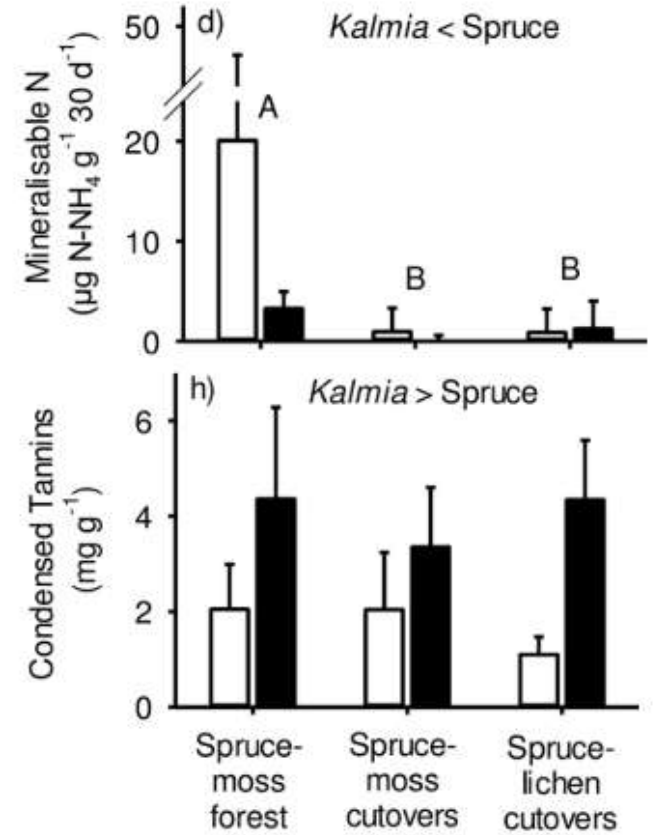 d) Kalmia < Spruce
Mineralisable N
(µg N-NH₄ g⁻¹ 30 d⁻¹)
50
20
10
0
A
B
B
h) Kalmia > Spruce
Condensed Tannins
(mg g⁻¹)
6
4
2
0
Spruce-
moss
forest
Spruce-
moss
cutovers
Spruce-
lichen
cutovers